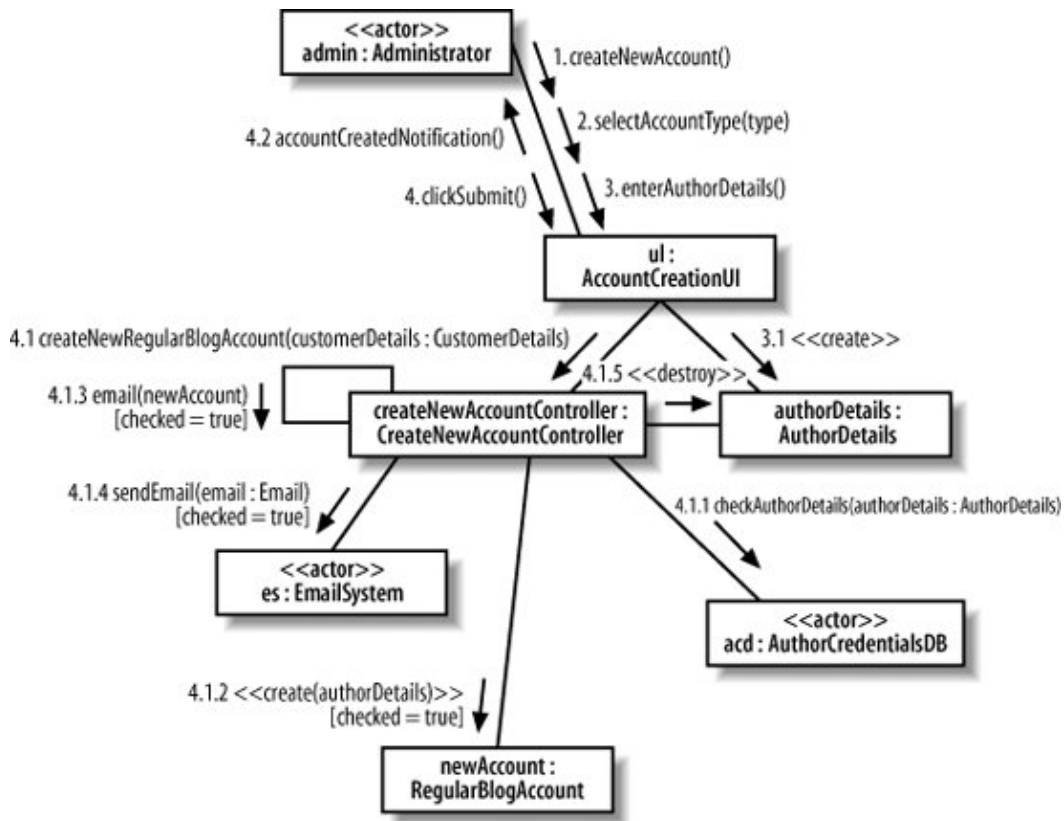 <<actor>>
admin : Administrator
1. createNewAccount()
2. selectAccountType(type)
4.2 accountCreatedNotification()
3. enterAuthorDetails()
4. clickSubmit()
ul :
AccountCreationUI
4.1 createNewRegularBlogAccount(customerDetails : CustomerDetails)
3.1 <<create>>
4.1.5 <<destroy>>
4.1.3 email(newAccount)
[checked = true]
createNewAccountController :
CreateNewAccountController
authorDetails :
AuthorDetails
4.1.4 sendEmail(email : Email)
[checked = true]
4.1.1 checkAuthorDetails(authorDetails : AuthorDetails)
<<actor>>
es : EmailSystem
<<actor>>
acd : AuthorCredentialsDB
4.1.2 <<create(authorDetails)>>
[checked = true]
newAccount :
RegularBlogAccount